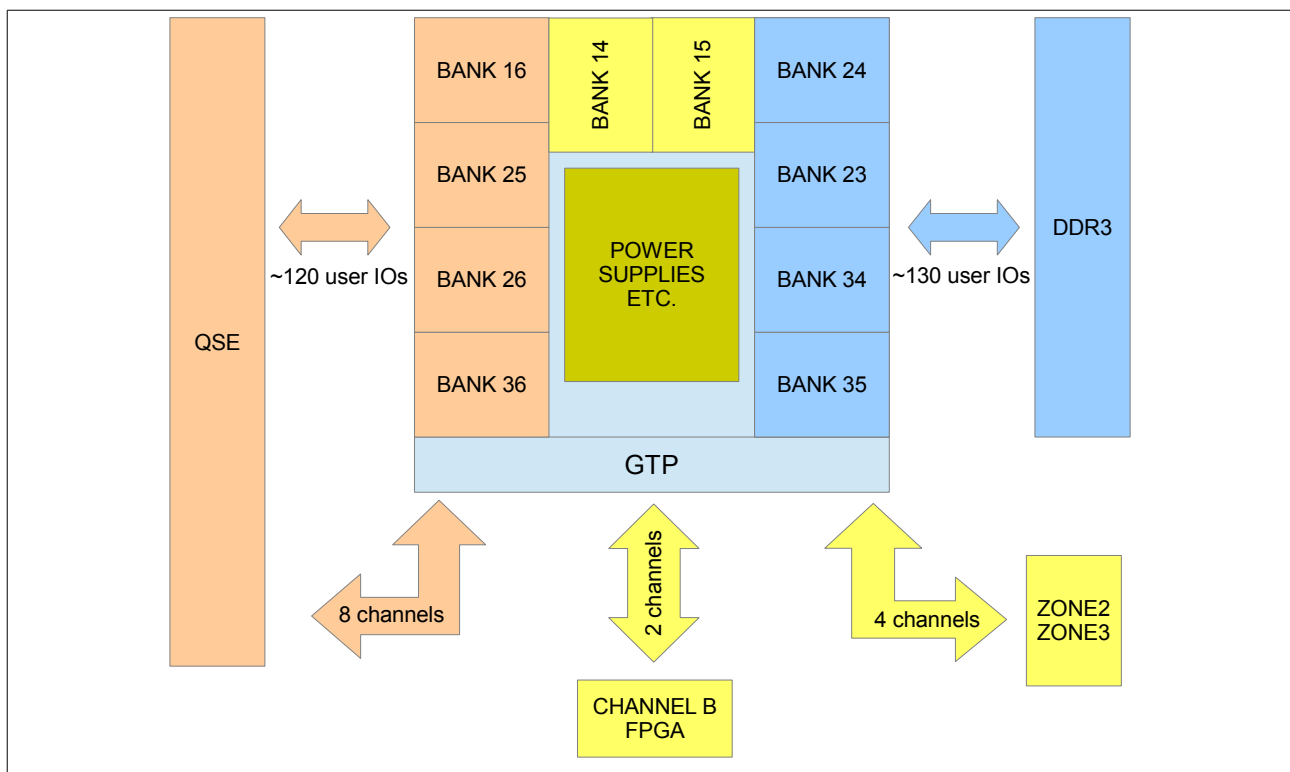 BANK 16
BANK 14
BANK 15
BANK 24
BANK 25
BANK 23
QSE
~120 user IOs
BANK 26
POWER
SUPPLIES
ETC.
BANK 34
~130 user IOs
DDR3
BANK 36
BANK 35
GTP
8 channels
2 channels
4 channels
ZONE2
ZONE3
CHANNEL B
FPGA